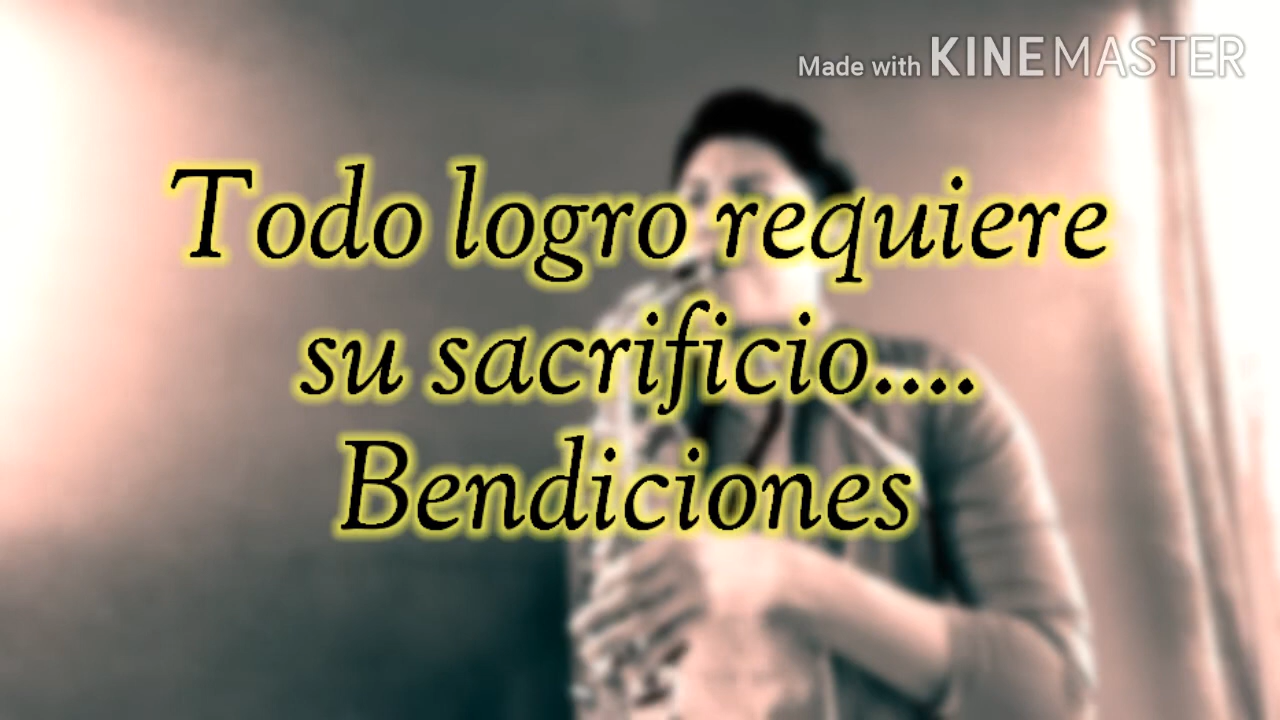 Made with KINEMASTER
Todo logro requiere
su sacrificio....
Bendiciones